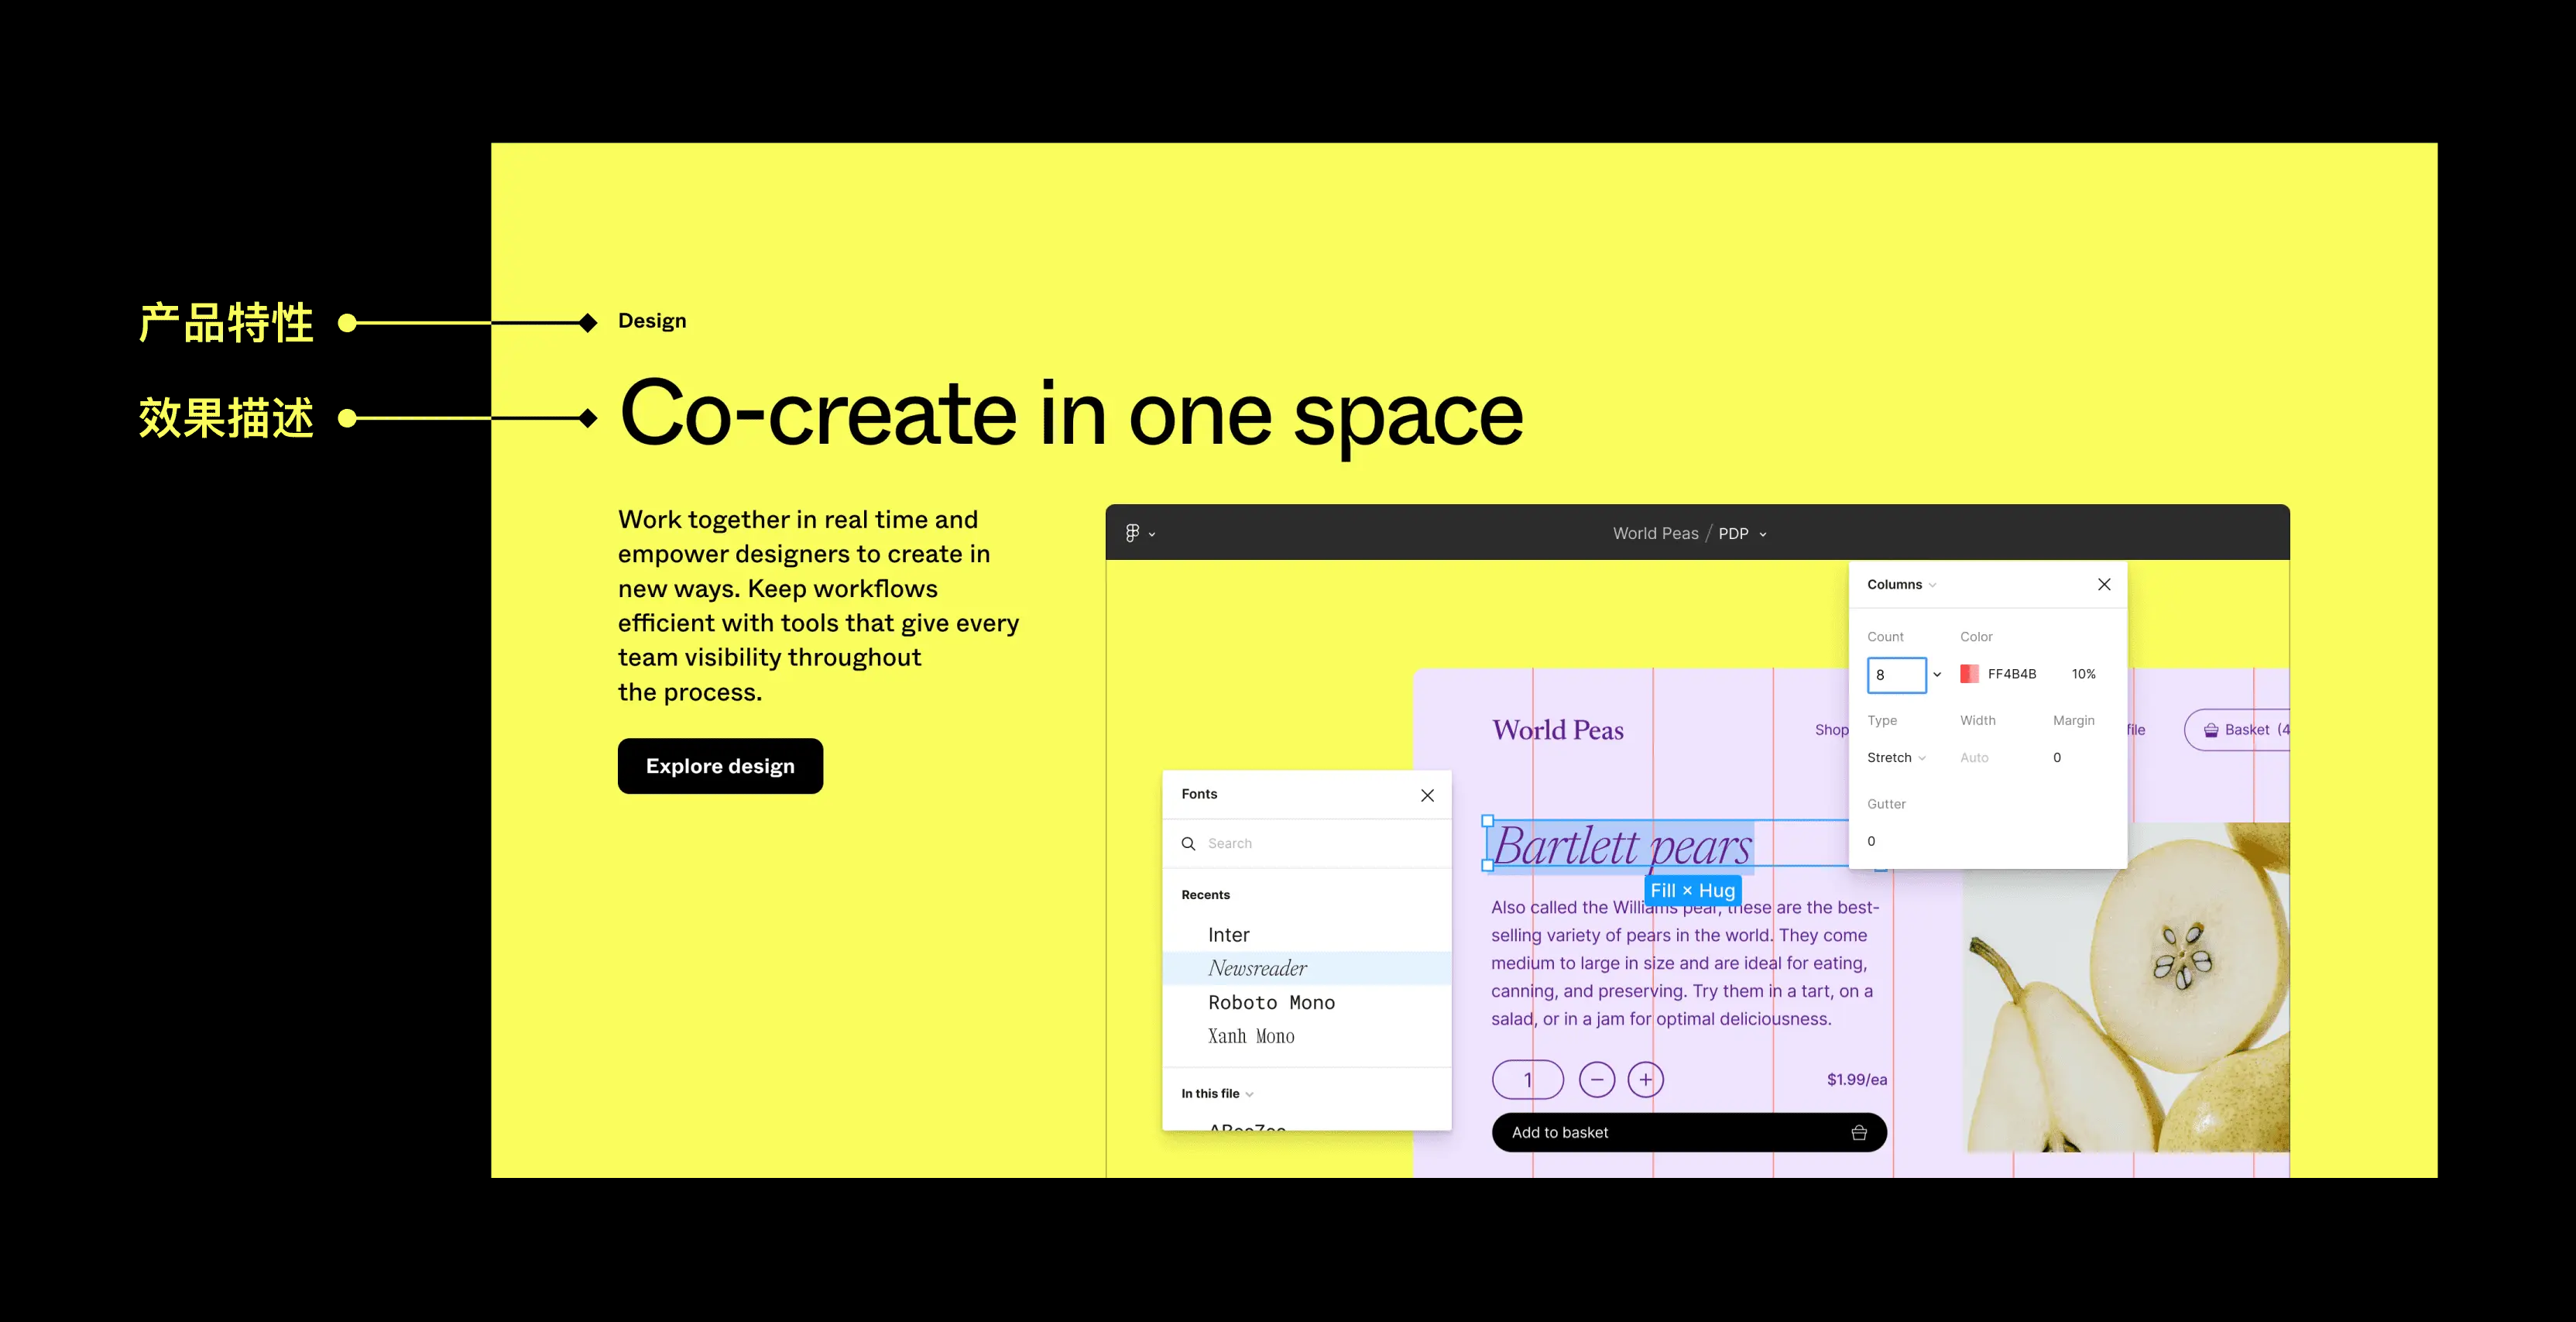 产品特性
Design
效果描述
Co-create in one space
Work together in real time and
empower designers to create in
new ways. Keep workflows
efficient with tools that give every
team visibility throughout
the process.
Explore design
World Peas / PDP
Columns
Count Color
8 FF4B4B 10%
Type Width Margin
Stretch Auto 0
Gutter
0
World Peas
Shop
Basket (4
Fonts
Search
Recents
Inter
Newsreader
Roboto Mono
Xanh Mono
In this file
Bartlett pears
Fill × Hug
Also called the Williams pear, these are the best-
selling variety of pears in the world. They come
medium to large in size and are ideal for eating,
canning, and preserving. Try them in a tart, on a
salad, or in a jam for optimal deliciousness.
1 − +
$1.99/ea
Add to basket